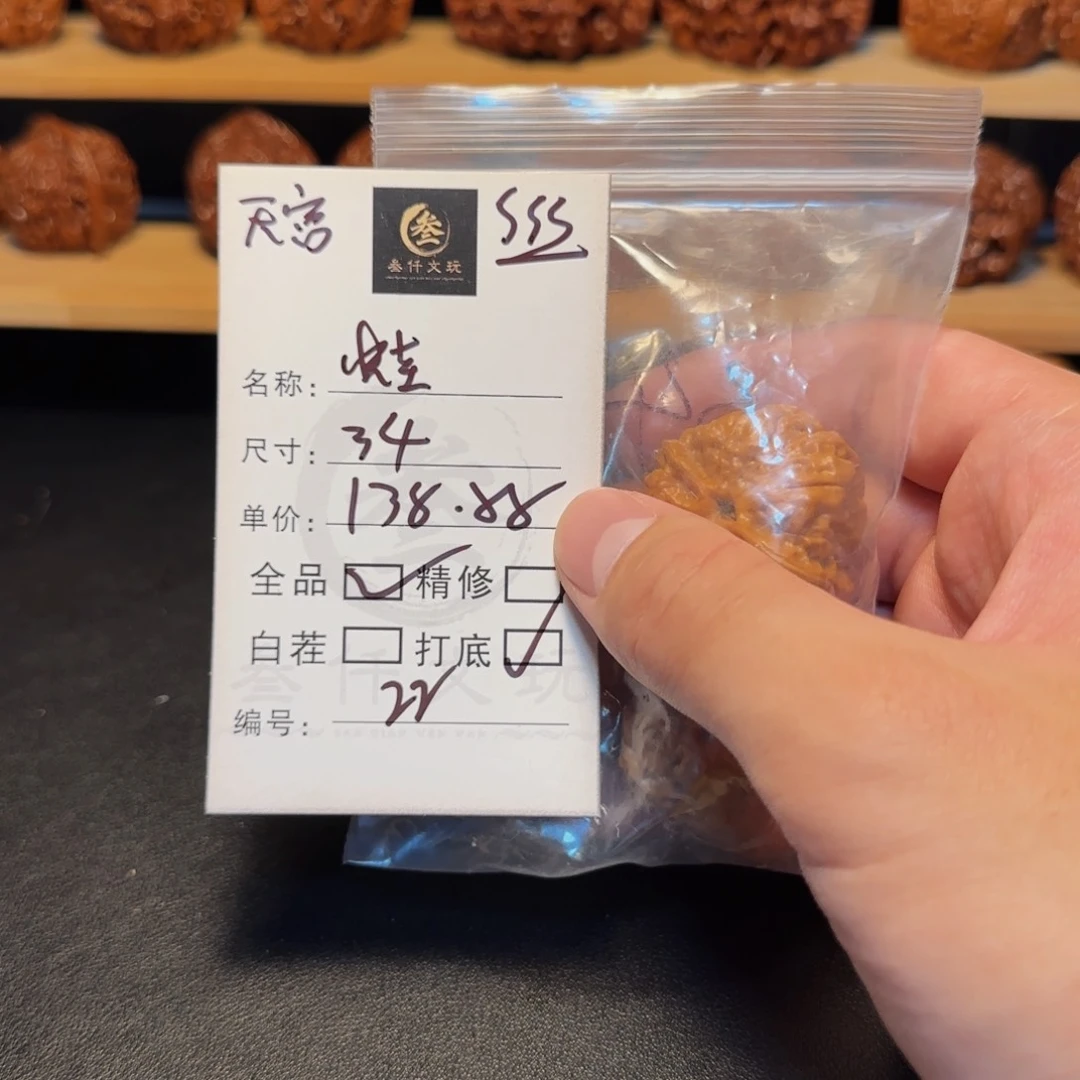 天宫 叁 SSS
叁仟文玩
名称:
尺寸: 34
单价: 138.88
全品 精修
白茬 打底
编号: 22